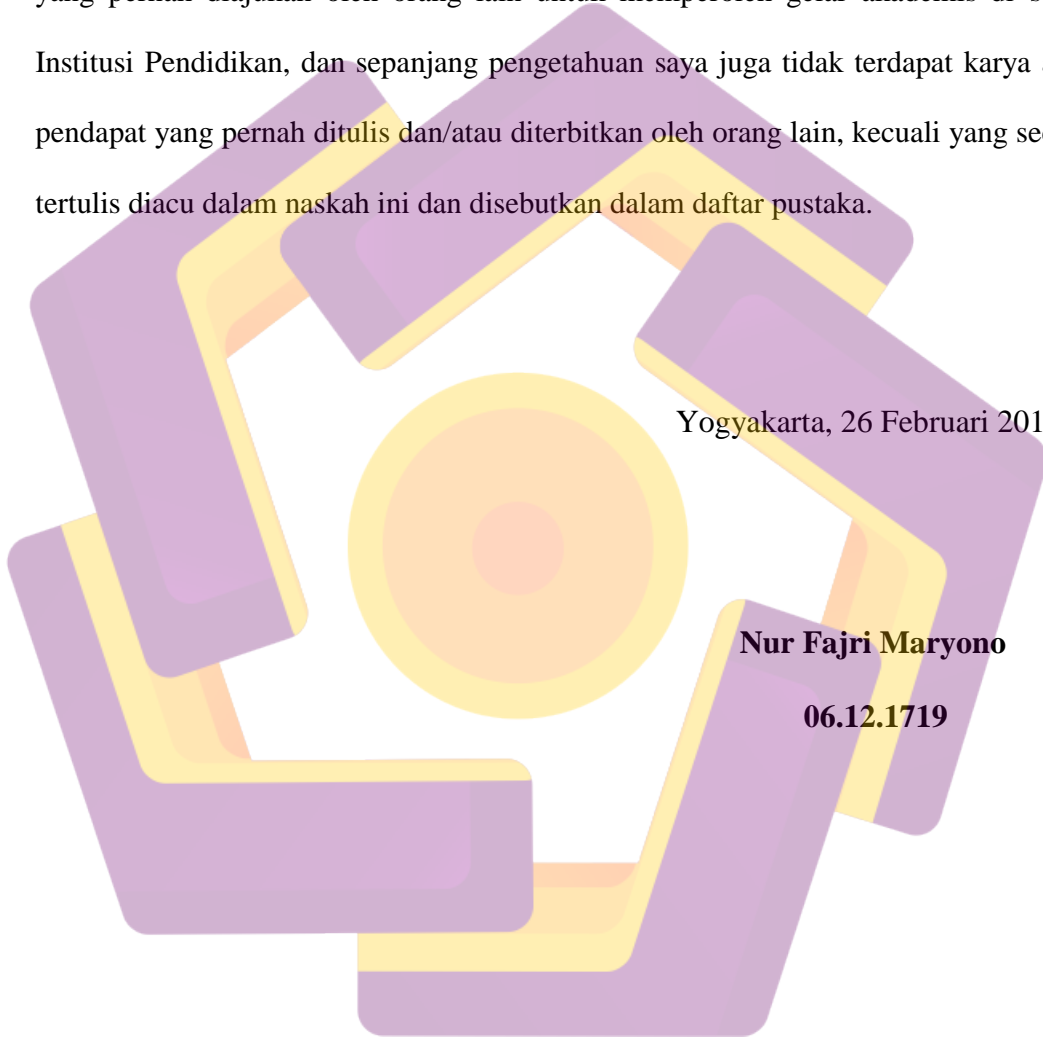 Institusi Pendidikan, dan sepanjang pengetahuan saya juga tidak terdapat karya
pendapat yang pernah ditulis dan/atau diterbitkan oleh orang lain, kecuali yang
tertulis diacu dalam naskah ini dan disebutkan dalam daftar pustaka.
Yogyakarta, 26 Februari 201
Nur Fajri Maryono
06.12.1719